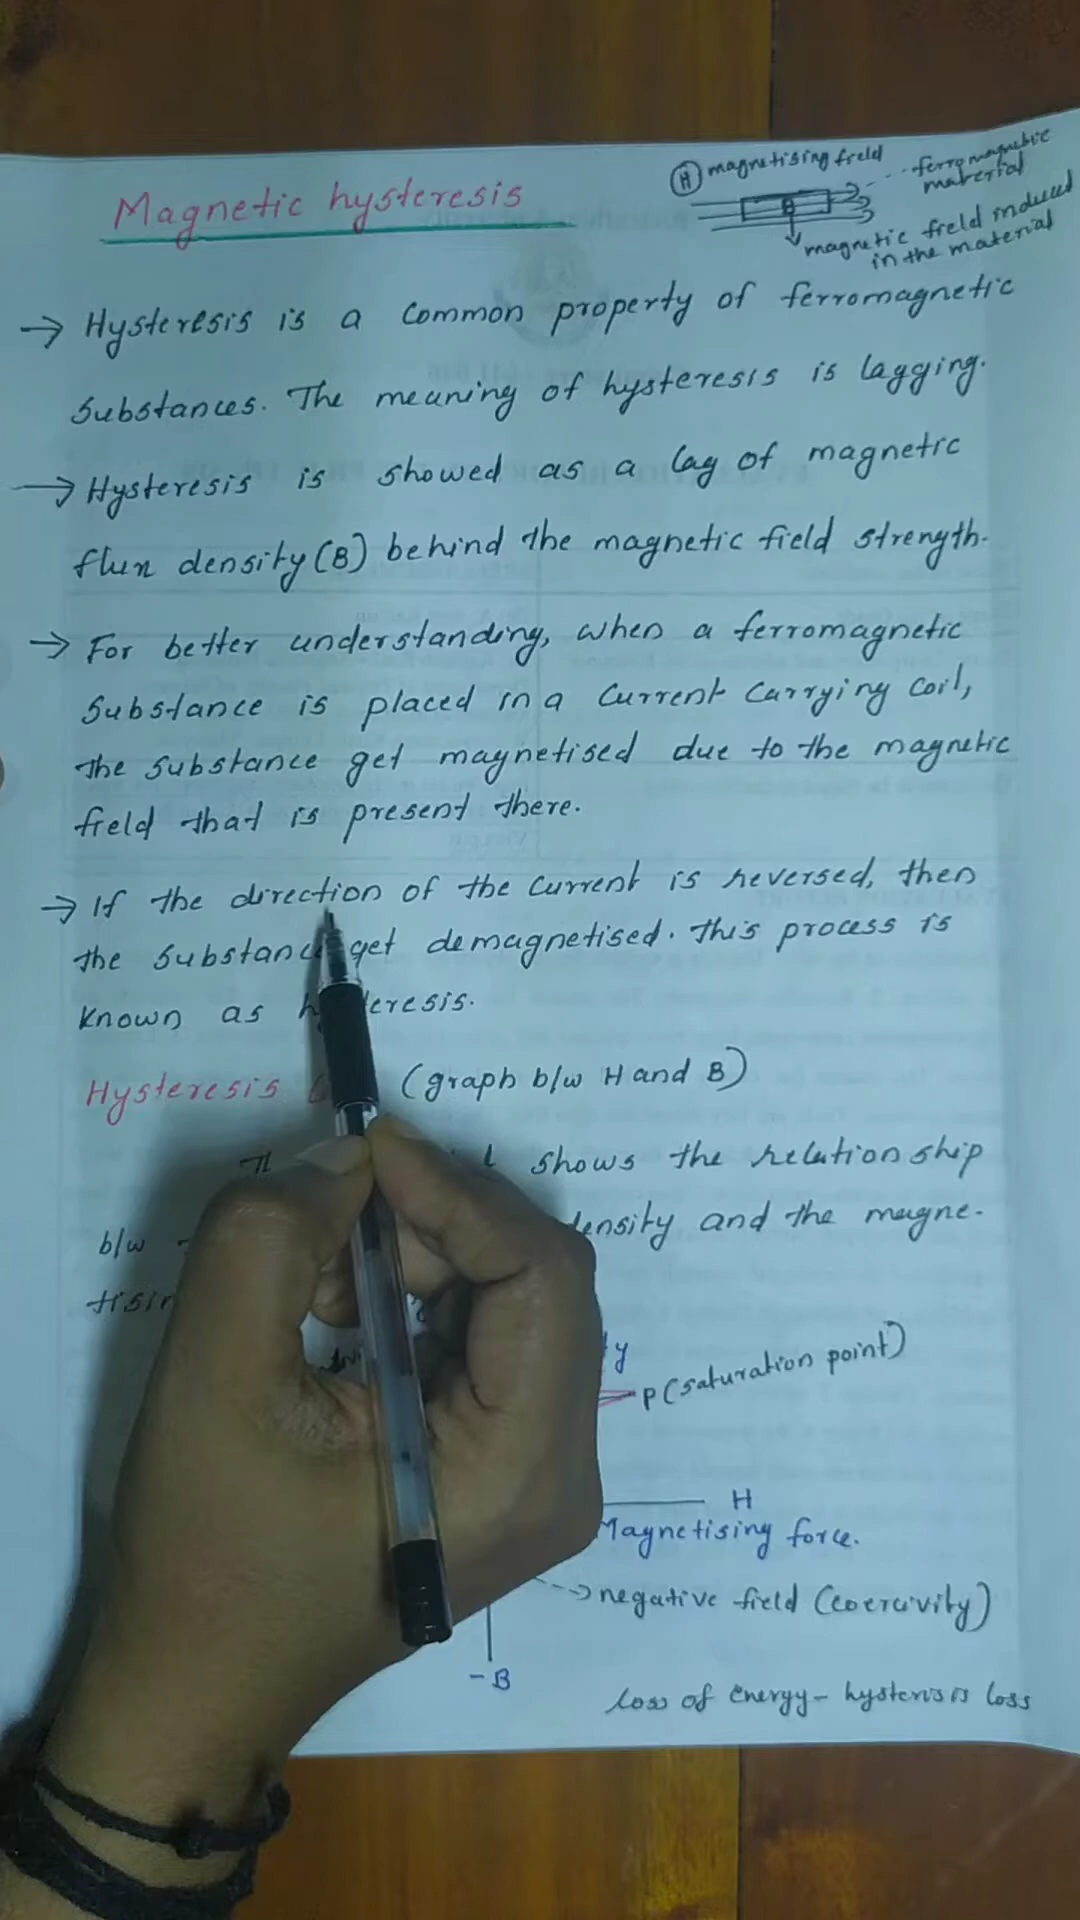 Magnetic hysteresis
(H) magnetising field
ferromagnetic
material
B
magnetic field induced
in the material
→ Hysteresis is a common property of ferromagnetic
substances. The meaning of hysteresis is lagging.
→ Hysteresis is showed as a lag of magnetic
flux density (B) behind the magnetic field strength.
→ For better understanding, when a ferromagnetic
substance is placed in a current carrying coil,
the substance get magnetised due to the magnetic
field that is present there.
→ If the direction of the current is reversed, then
the substance get demagnetised. This process is
known as
Hysteresis (graph b/w H and B)
shows the relationship
b/w density and the magne-
P (saturation point)
H
Magnetising force.
negative field (coercivity)
-B
loss of energy - hysterisis loss